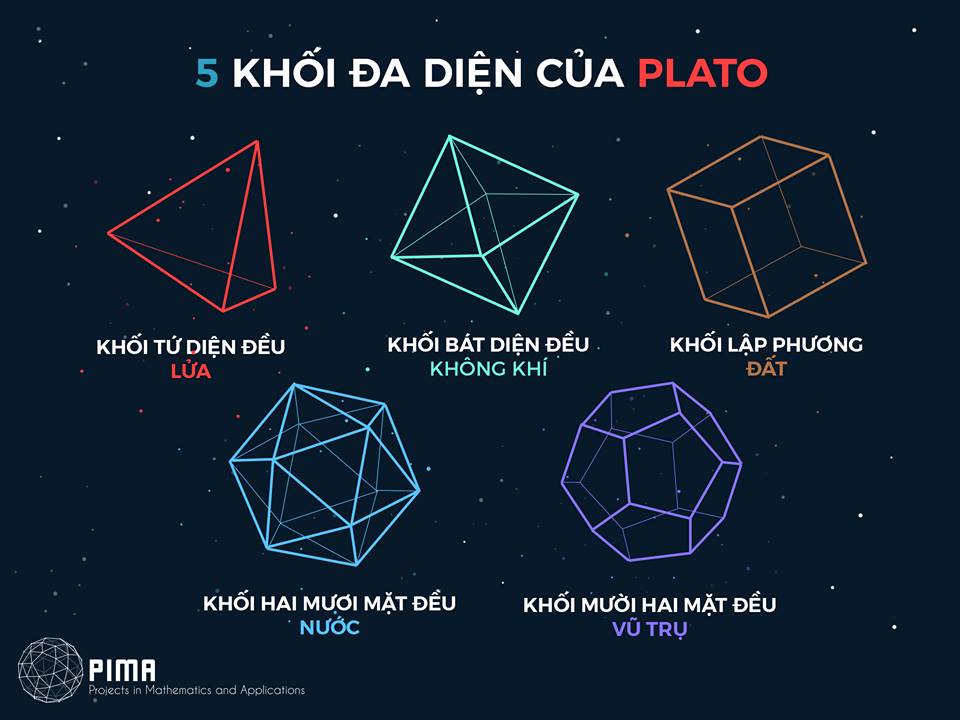 5 KHỐI ĐA DIỆN CỦA PLATO
KHỐI TỨ DIỆN ĐỀU
LỬA
KHỐI BÁT DIỆN ĐỀU
KHÔNG KHÍ
KHỐI LẬP PHƯƠNG
ĐẤT
KHỐI HAI MƯƠI MẶT ĐỀU
NƯỚC
KHỐI MƯỜI HAI MẶT ĐỀU
VŨ TRỤ
PIMA
Projects in Mathematics and Applications